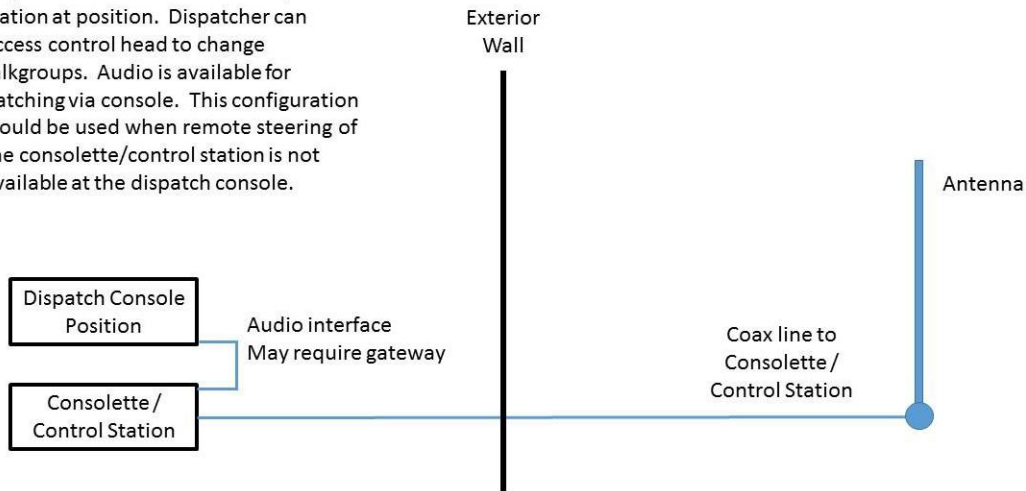 ation at position. Dispatcher can
ccess control head to change
alkgroups. Audio is available for
atching via console. This configuration
ould be used when remote steering of
he consolette/control station is not
vailable at the dispatch console.
Exterior
Wall
Antenna
Dispatch Console
Position
Audio interface
May require gateway
Coax line to
Consolette /
Control Station
Consolette /
Control Station